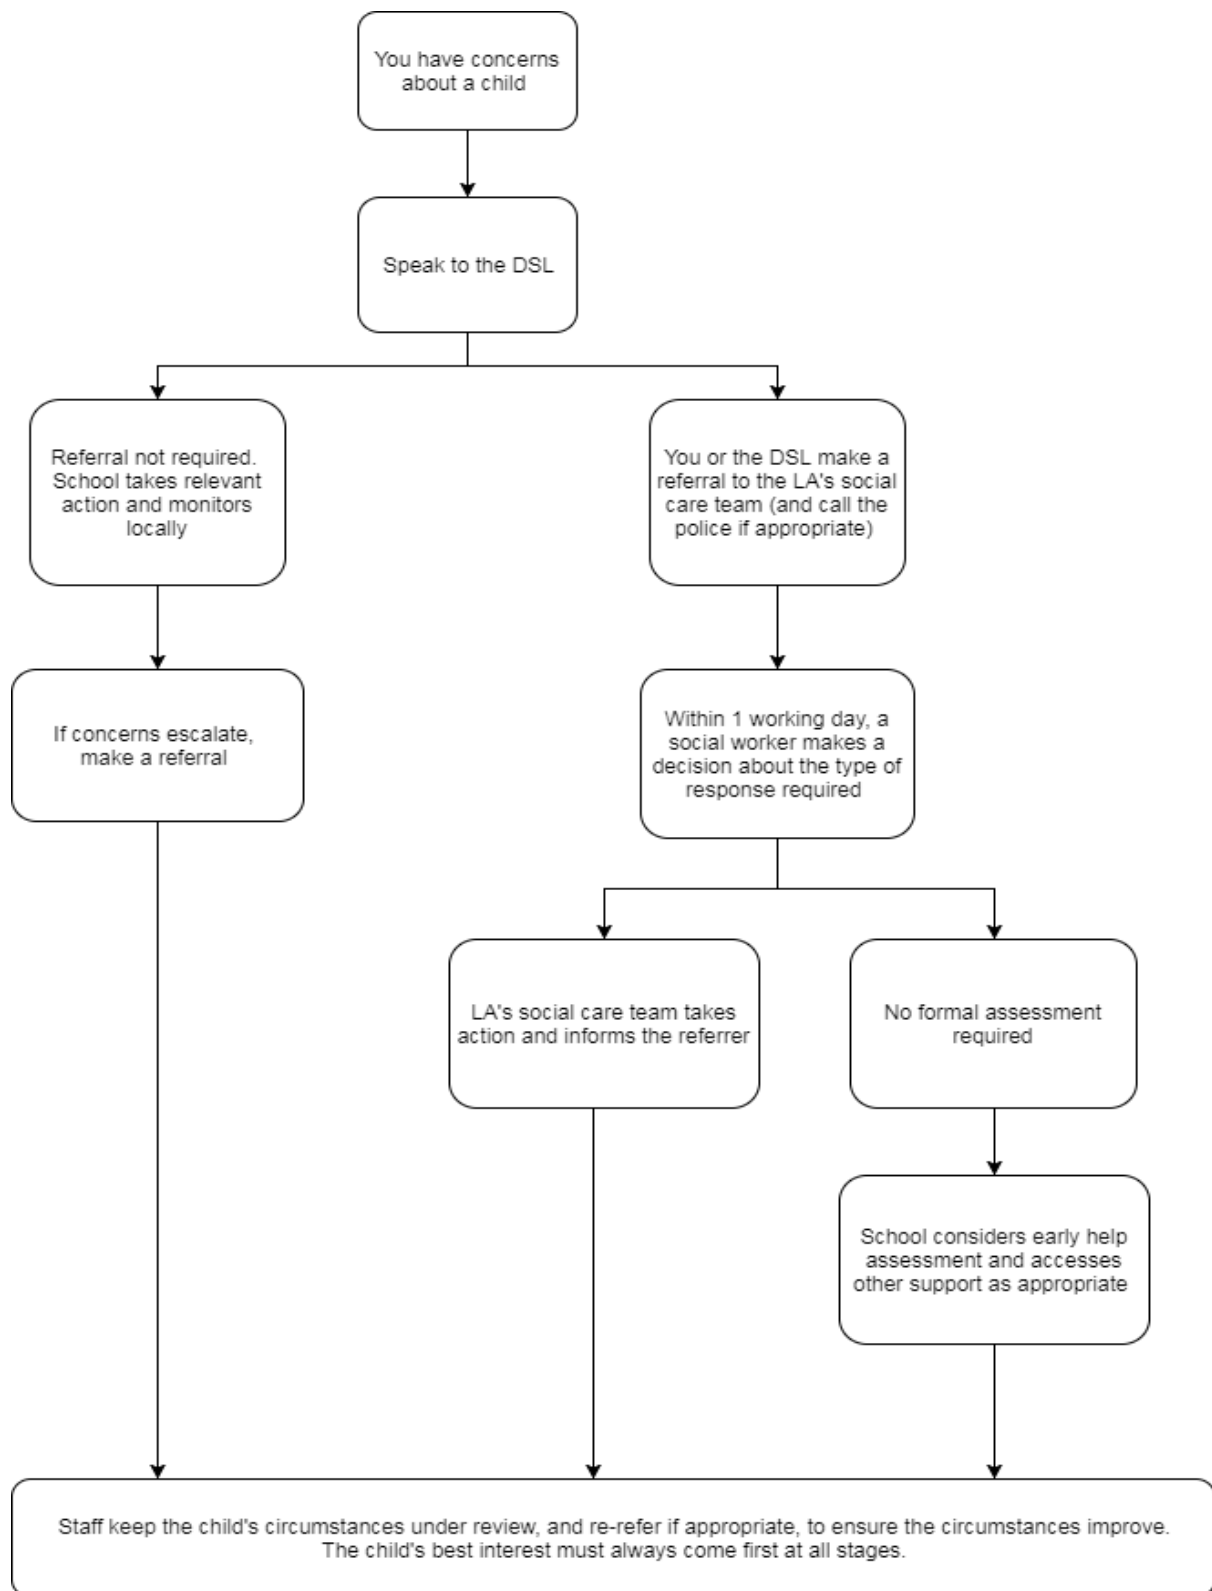 You have concerns
about a child
Speak to the DSL
Referral not required.
School takes relevant
action and monitors
locally
You or the DSL make a
referral to the LA's social
care team (and call the
police if appropriate)
If concerns escalate,
make a referral
Within 1 working day, a
social worker makes a
decision about the type of
response required
LA's social care team takes
action and informs the referrer
No formal assessment
required
School considers early help
assessment and accesses
other support as appropriate
Staff keep the child's circumstances under review, and re-refer if appropriate, to ensure the circumstances improve.
The child's best interest must always come first at all stages.